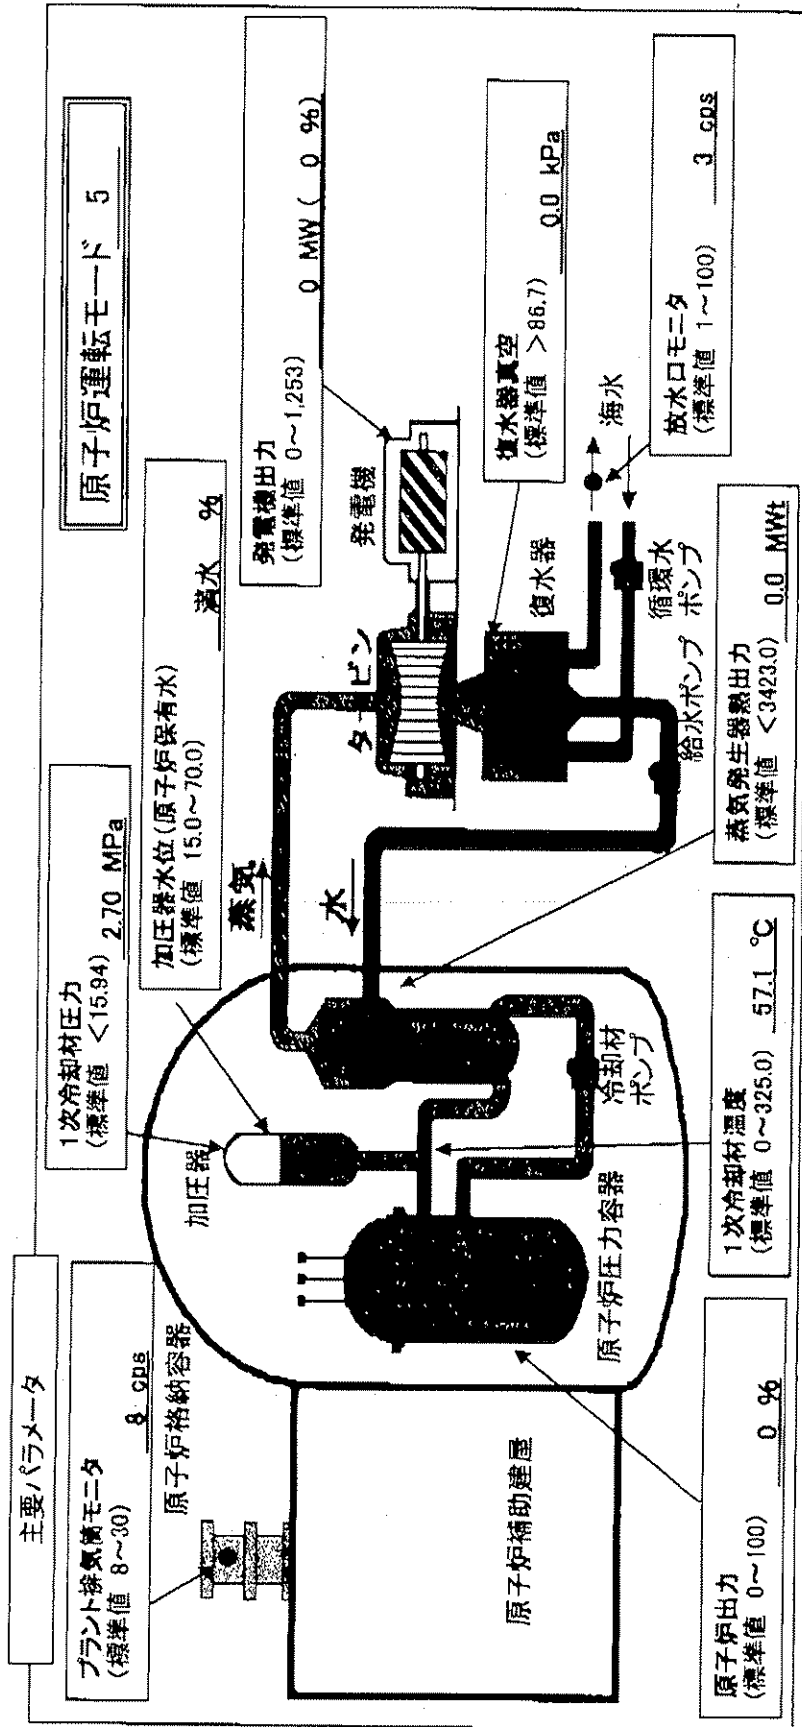 主要パラメータ
原子炉運転モード 5
プラント排気筒モニタ
(標準値 8～30)
8 cps
1次冷却材圧力
(標準値 <15.94) 2.70 MPa
加圧器水位(原子炉保有水)
(標準値 15.0～70.0)
満水 %
発電機出力
(標準値 0～1,253)
0 MW ( 0 %)
原子炉格納容器
加圧器
蒸気
水
タービン
発電機
復水器真空
(標準値 >86.7)
0.0 kPa
原子炉補助建屋
原子炉圧力容器
冷却材
ポンプ
給水ポンプ
循環水
ポンプ
復水器
海水
放水口モニタ
(標準値 1～100)
3 cps
原子炉出力
(標準値 0～100)
0 %
1次冷却材温度
(標準値 0～325.0)
57.1 °C
蒸気発生器熱出力
(標準値 <3423.0)
0.0 MWt